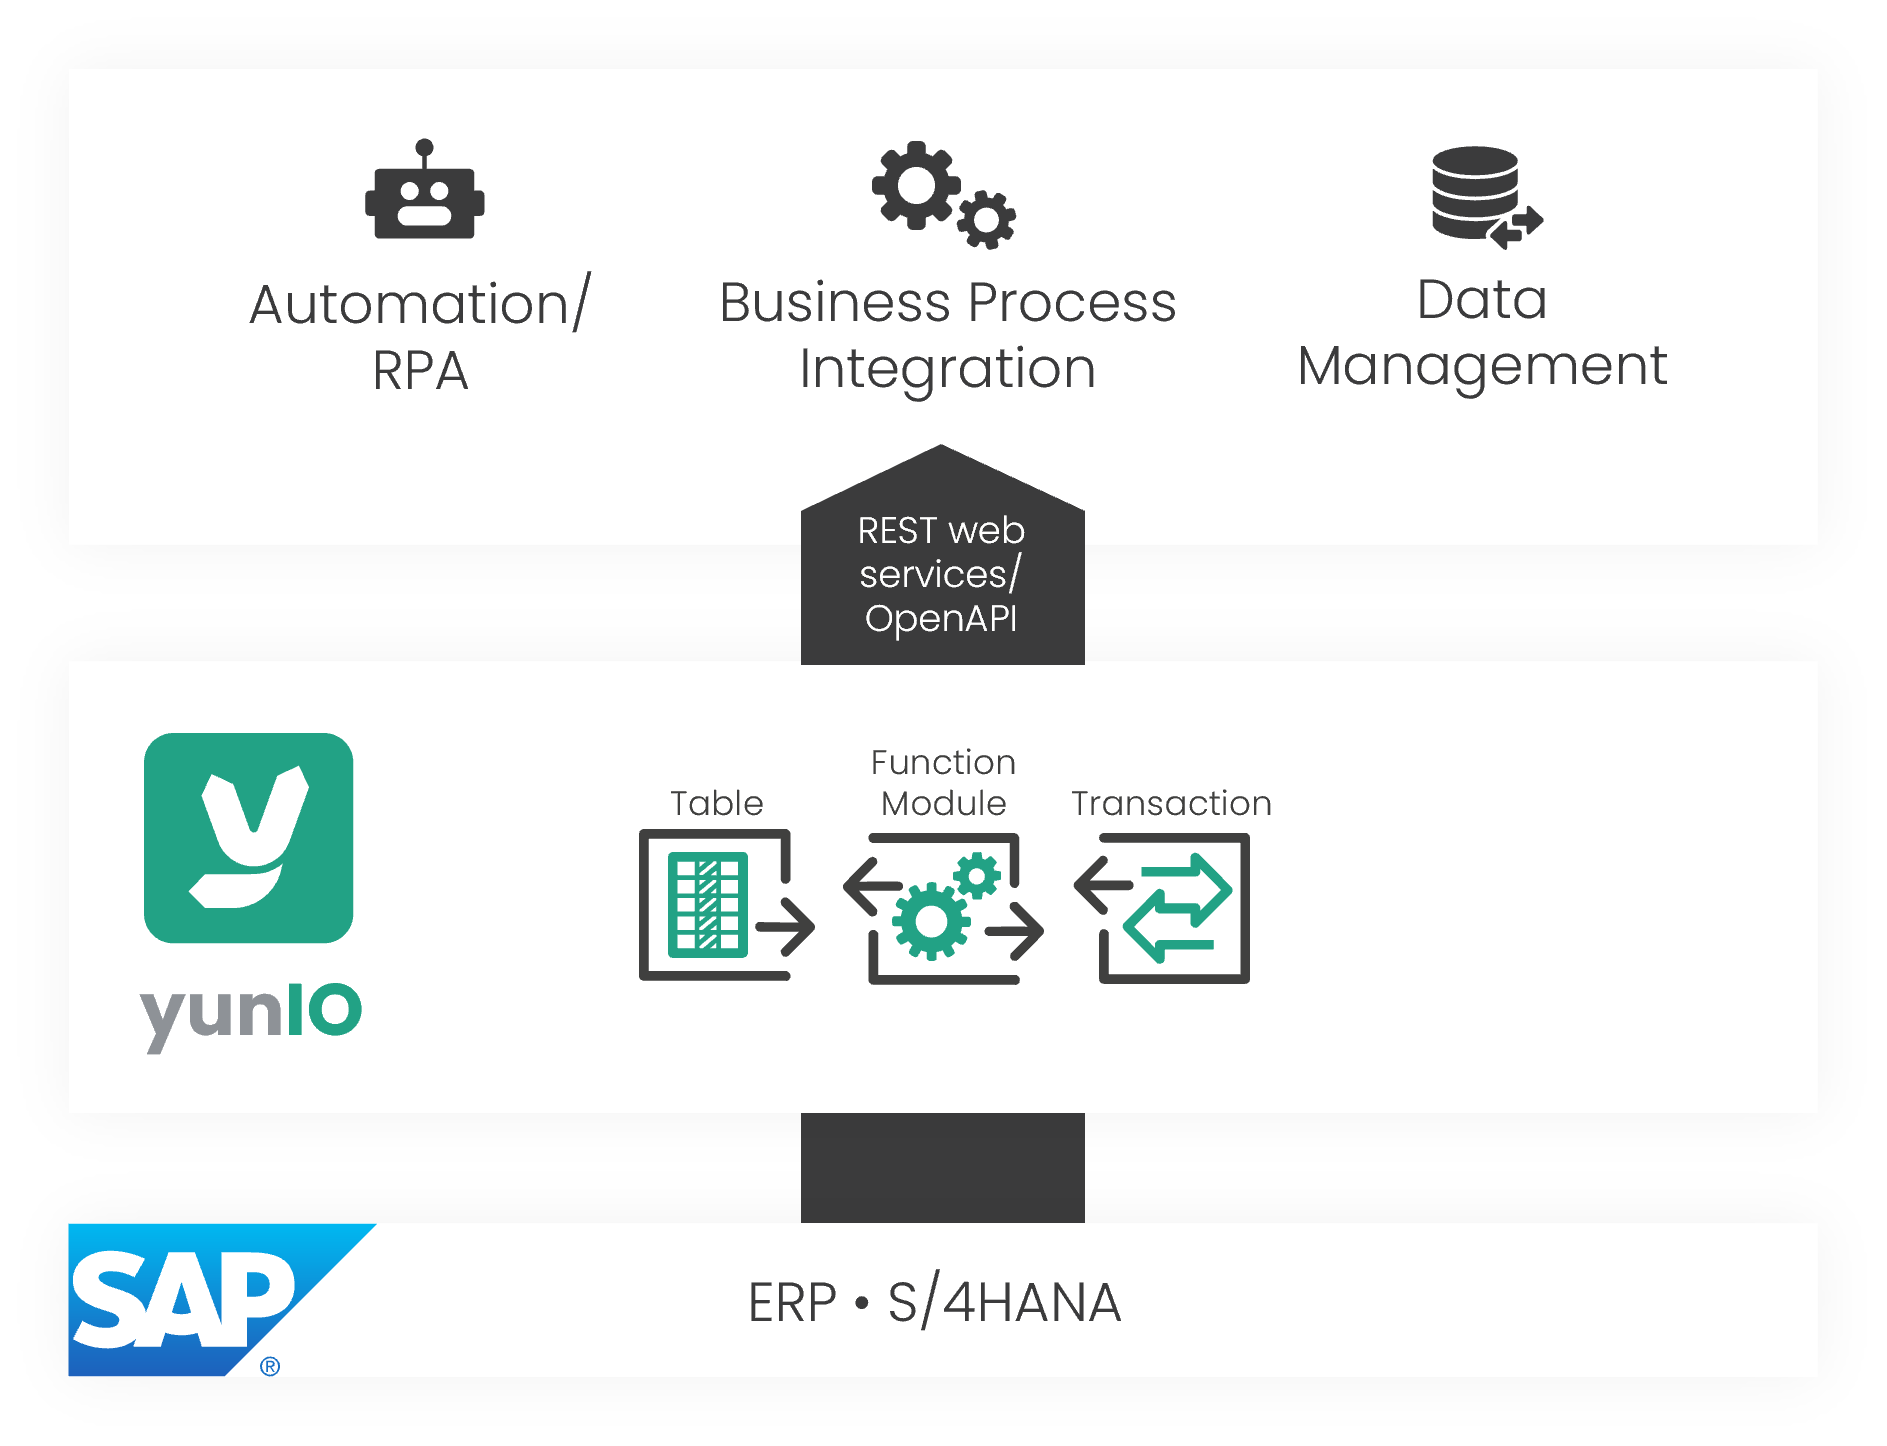 Automation/
RPA
Business Process
Integration
Data
Management
REST web
services/
OpenAPI
yunIO
Table
Function
Module
Transaction
SAP
®
ERP • S/4HANA